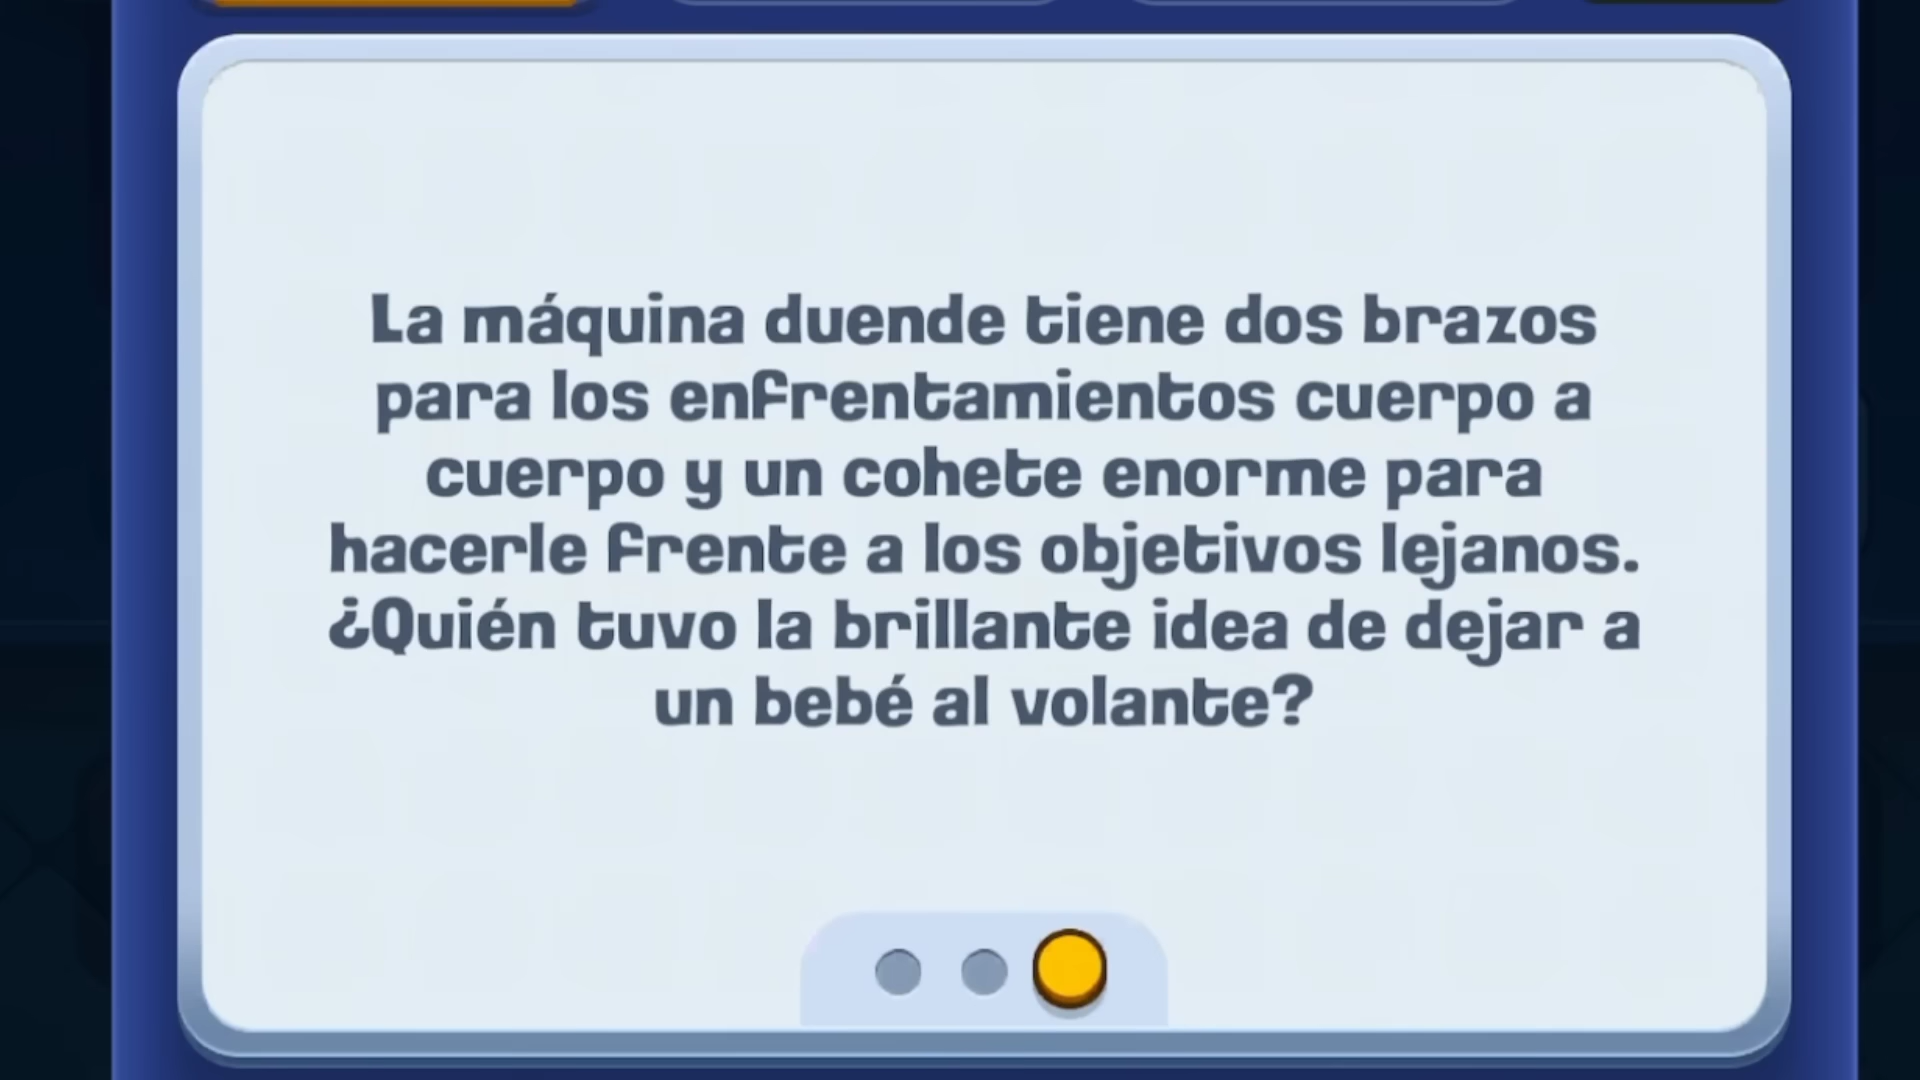 La máquina duende tiene dos brazos
para los enfrentamientos cuerpo a
cuerpo y un cohete enorme para
hacerle frente a los objetivos lejanos.
¿Quién tuvo la brillante idea de dejar a
un bebé al volante?